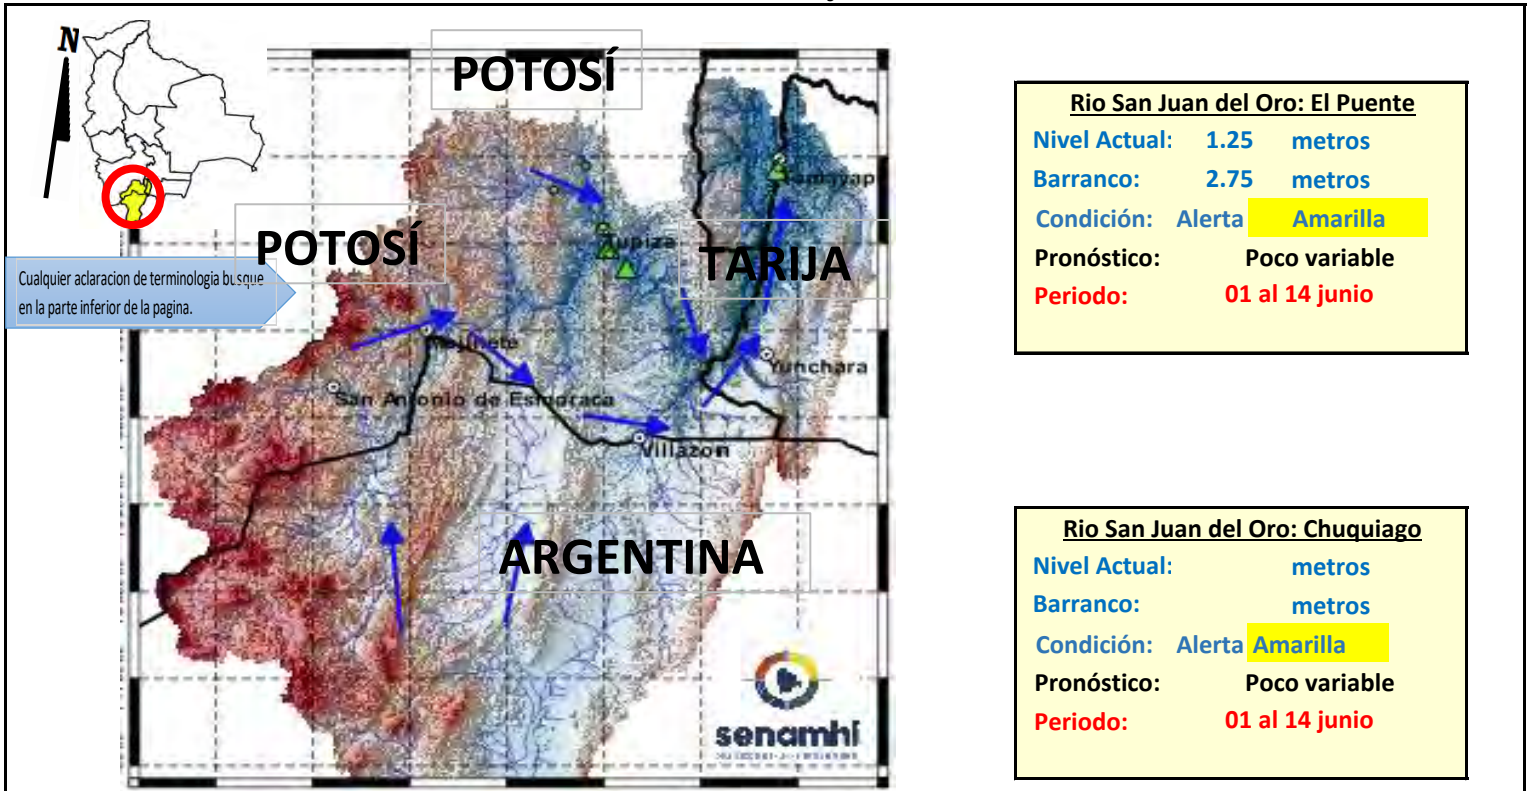 N
POTOSÍ
POTOSÍ
TARIJA
ARGENTINA
Cualquier aclaracion de terminologia busque
en la parte inferior de la pagina.
Tupiza
Yunchara
San Antonio de Esmoraca
Villazon
senamhi
Rio San Juan del Oro: El Puente
Nivel Actual: 1.25 metros
Barranco: 2.75 metros
Condición: Alerta Amarilla
Pronóstico: Poco variable
Periodo: 01 al 14 junio
Rio San Juan del Oro: Chuquiago
Nivel Actual: metros
Barranco: metros
Condición: Alerta Amarilla
Pronóstico: Poco variable
Periodo: 01 al 14 junio